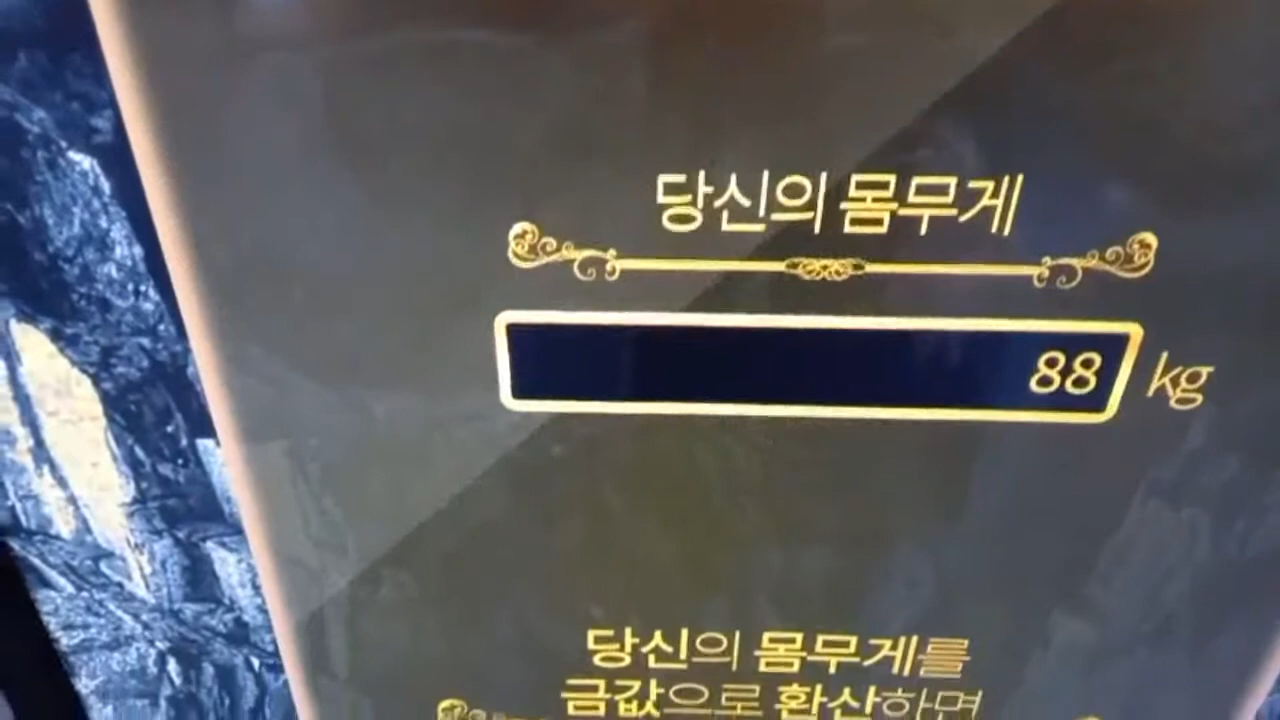 당신의 몸무게
88 kg
당신의 몸무게를
금값으로 환산하면